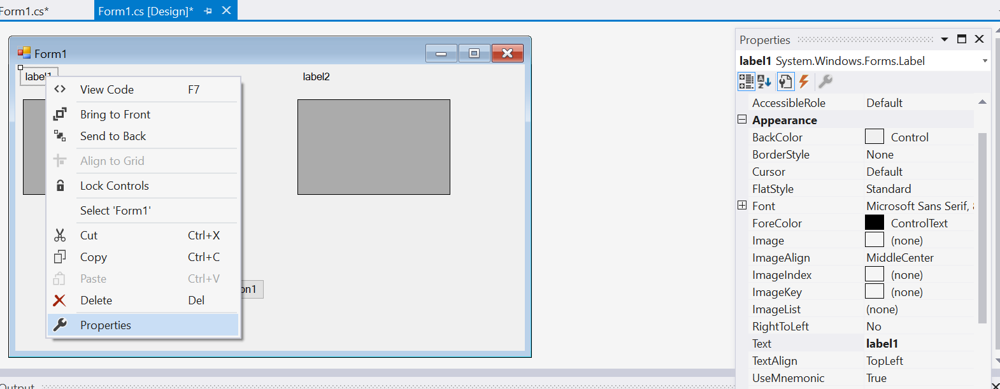 Form1.cs*
Form1.cs [Design]*
Form1
label1
label2
View Code F7
Bring to Front
Send to Back
Align to Grid
Lock Controls
Select 'Form1'
Cut Ctrl+X
Copy Ctrl+C
Paste Ctrl+V
Delete Del
Properties
on1
Properties
label1 System.Windows.Forms.Label
AccessibleRole Default
Appearance
BackColor Control
BorderStyle None
Cursor Default
FlatStyle Standard
Font Microsoft Sans Serif,
ForeColor ControlText
Image (none)
ImageAlign MiddleCenter
ImageIndex (none)
ImageKey (none)
ImageList (none)
RightToLeft No
Text label1
TextAlign TopLeft
UseMnemonic True
Output